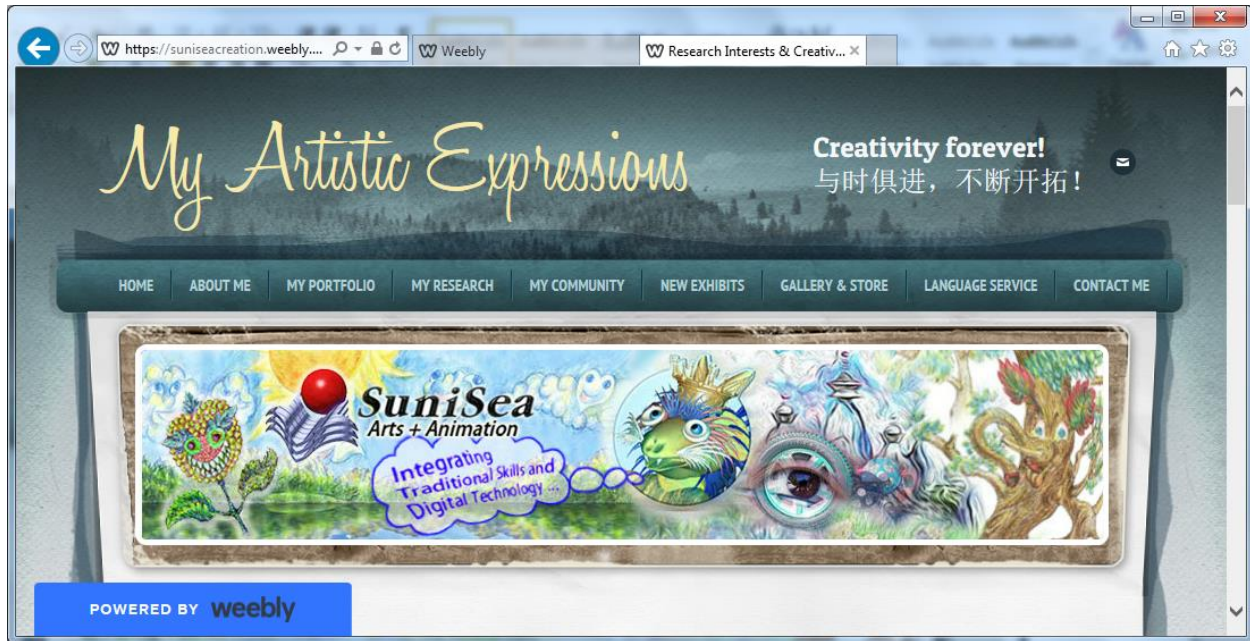 https://suniseacreation.weebly....
Weebly
Research Interests & Creativ...
My Artistic Expressions
Creativity forever!
与时俱进，不断开拓！
HOME
ABOUT ME
MY PORTFOLIO
MY RESEARCH
MY COMMUNITY
NEW EXHIBITS
GALLERY & STORE
LANGUAGE SERVICE
CONTACT ME
SuniSea
Arts + Animation
Integrating
Traditional Skills and
Digital Technology ...
POWERED BY weebly